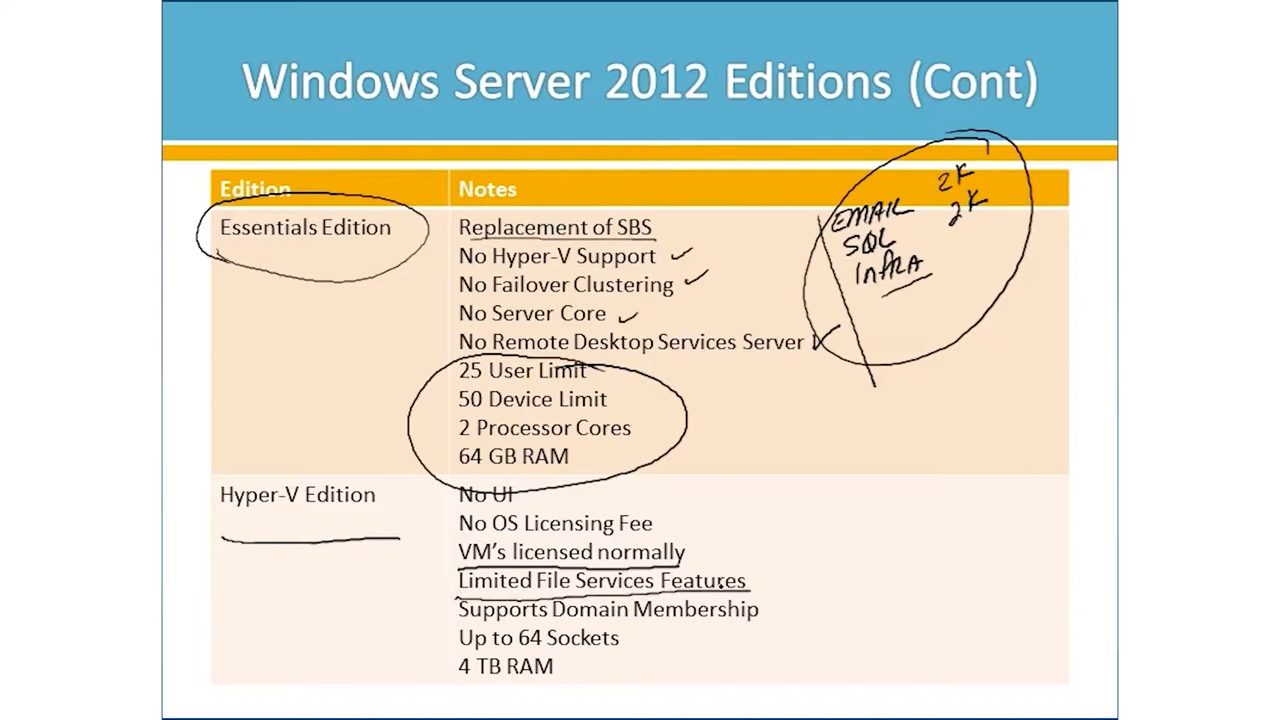 Windows Server 2012 Editions (Cont)
Edition Notes
Essentials Edition Replacement of SBS
No Hyper-V Support
No Failover Clustering
No Server Core
No Remote Desktop Services Server
25 User Limit
50 Device Limit
2 Processor Cores
64 GB RAM
EMAIL 2K
SQL 2K
InfRA
Hyper-V Edition No UI
No OS Licensing Fee
VM's licensed normally
Limited File Services Features
Supports Domain Membership
Up to 64 Sockets
4 TB RAM